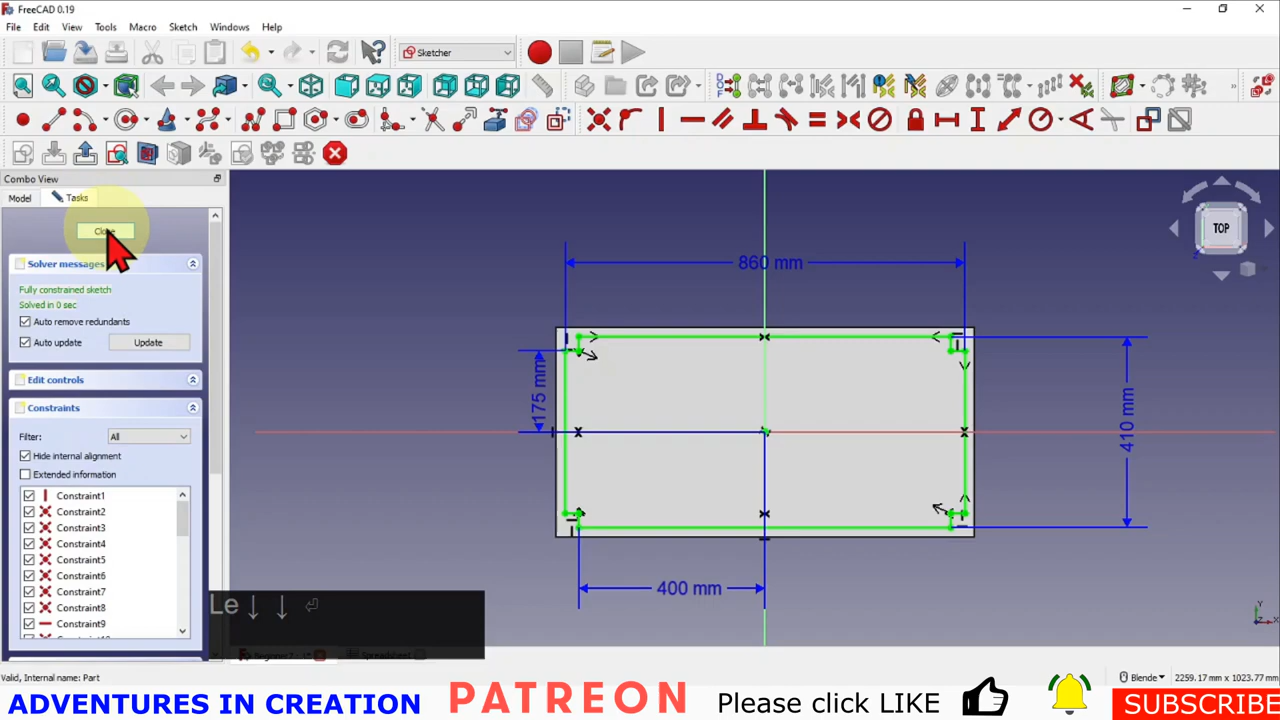 FreeCAD 0.19
File Edit View Tools Macro Sketch Windows Help
Sketcher
Combo View
Model Tasks
TOP
Solver messages
Fully constrained sketch
Solved in 0 sec
Auto remove redundants
Auto update Update
Edit controls
Constraints
Filter: All
Hide internal alignment
Extended information
Constraint1
Constraint2
Constraint3
Constraint4
Constraint5
Constraint6
Constraint7
Constraint8
Constraint9
860 mm
175 mm
410 mm
400 mm
Le ↓ ↓ ⏎
Spreadsheet
Valid, Internal name: Part
Blende 2259.17 mm x 1023.77 mm
ADVENTURES IN CREATION PATREON Please click LIKE SUBSCRIBE